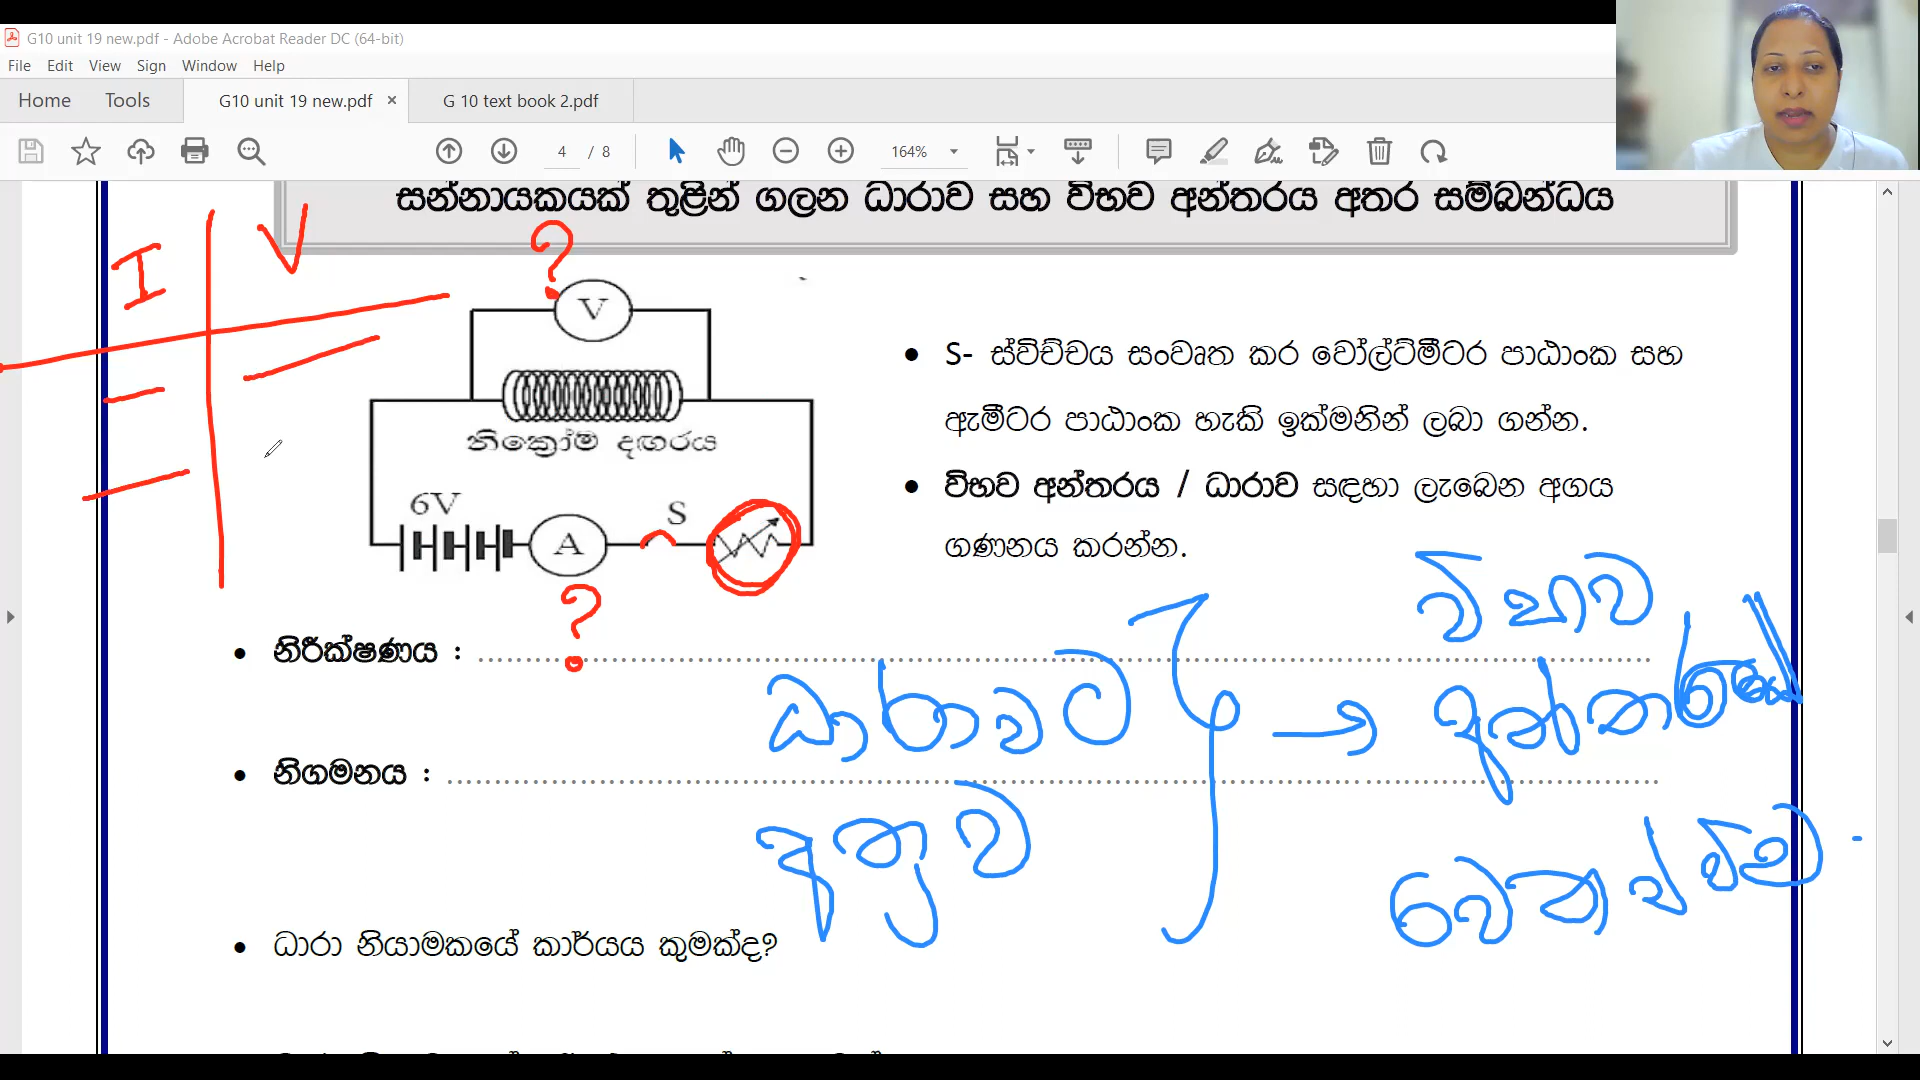 G10 unit 19 new.pdf - Adobe Acrobat Reader DC (64-bit)
File Edit View Sign Window Help
Home Tools G10 unit 19 new.pdf × G 10 text book 2.pdf
4 / 8 164%
සන්නායකයක් තුළින් ගලන ධාරාව සහ විභව අන්තරය අතර සම්බන්ධය
I V
?
V
නික්‍රෝම් දඟරය
6V
A
S
?
• S- ස්විච්චය සංවෘත කර වෝල්ට්මීටර පාඨාංක සහ
ඇමීටර පාඨාංක හැකි ඉක්මනින් ලබා ගන්න.
• විභව අන්තරය / ධාරාව සඳහා ලැබෙන අගය
ගණනය කරන්න.
• නිරීක්ෂණය :
• නිගමනය :
ධාරාවට
අනුව
→
විභව
• ධාරා නියාමකයේ කාර්යය කුමක්ද?